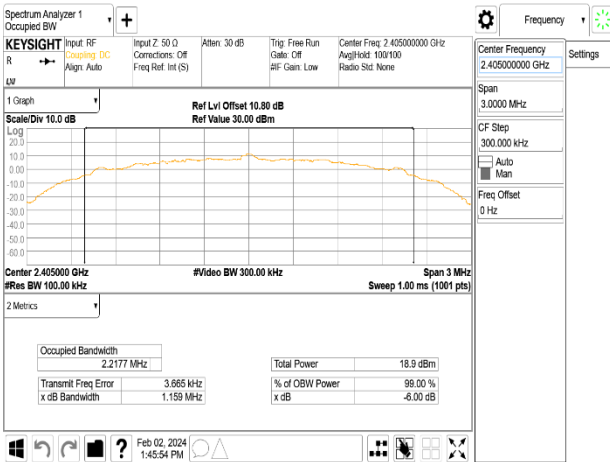 Spectrum Analyzer 1
Occupied BW
KEYSIGHT
R
Input: RF
Coupling: DC
Align: Auto
Input Z: 50 Ω
Corrections: Off
Freq Ref: Int (S)
Atten: 30 dB
Trig: Free Run
Gate: Off
#IF Gain: Low
Center Freq: 2.405000000 GHz
Avg|Hold: 100/100
Radio Std: None
1 Graph
Scale/Div 10.0 dB
Ref Lvl Offset 10.80 dB
Ref Value 30.00 dBm
Log
20.0
10.0
0.00
-10.0
-20.0
-30.0
-40.0
-50.0
-60.0
Center 2.405000 GHz
#Res BW 100.00 kHz
#Video BW 300.00 kHz
Span 3 MHz
Sweep 1.00 ms (1001 pts)
2 Metrics
Occupied Bandwidth
2.2177 MHz
Total Power 18.9 dBm
Transmit Freq Error 3.665 kHz
% of OBW Power 99.00 %
x dB Bandwidth 1.159 MHz
x dB -6.00 dB
?
Feb 02, 2024
1:45:54 PM
Frequency
Center Frequency
2.405000000 GHz
Settings
Span
3.0000 MHz
CF Step
300.000 kHz
Auto
Man
Freq Offset
0 Hz